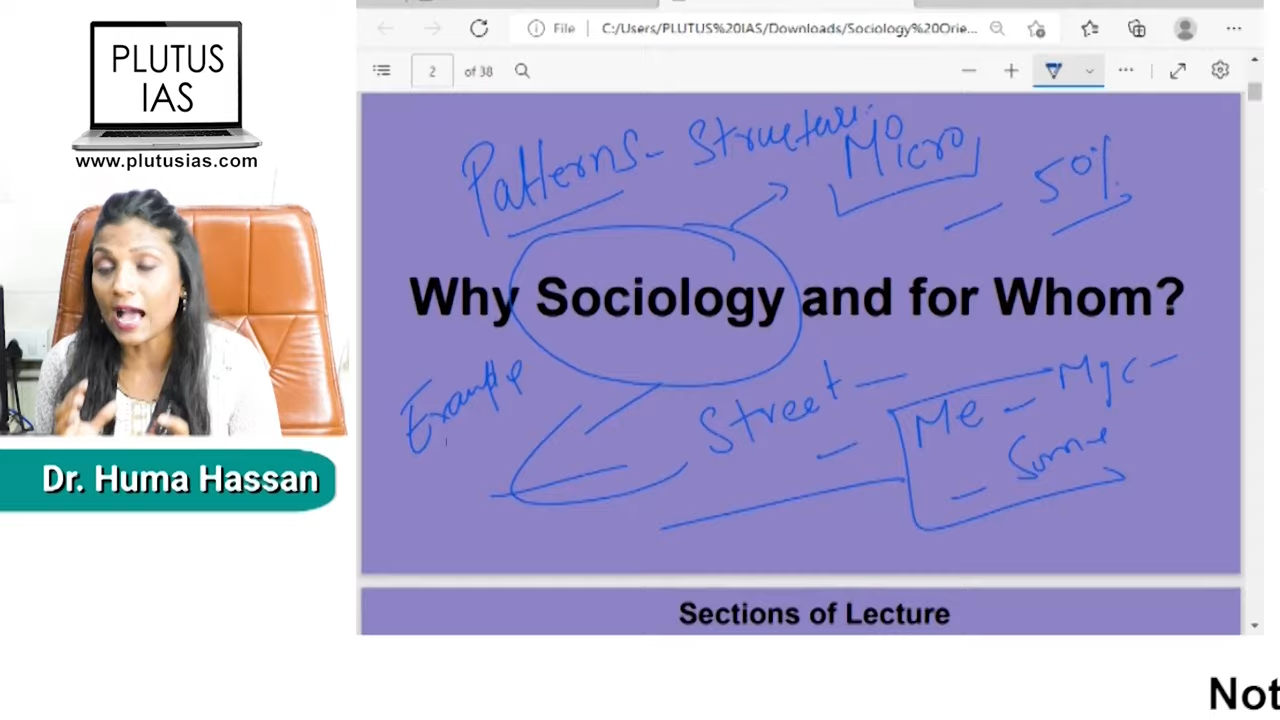 PLUTUS
IAS
www.plutusias.com
File C:/Users/PLUTUS%20IAS/Downloads/Sociology%20Orie...
2 of 38
Patterns - Structure.
Micro
50%
Why Sociology and for Whom?
Example
Street
Me
Dr. Huma Hassan
Sections of Lecture
Not